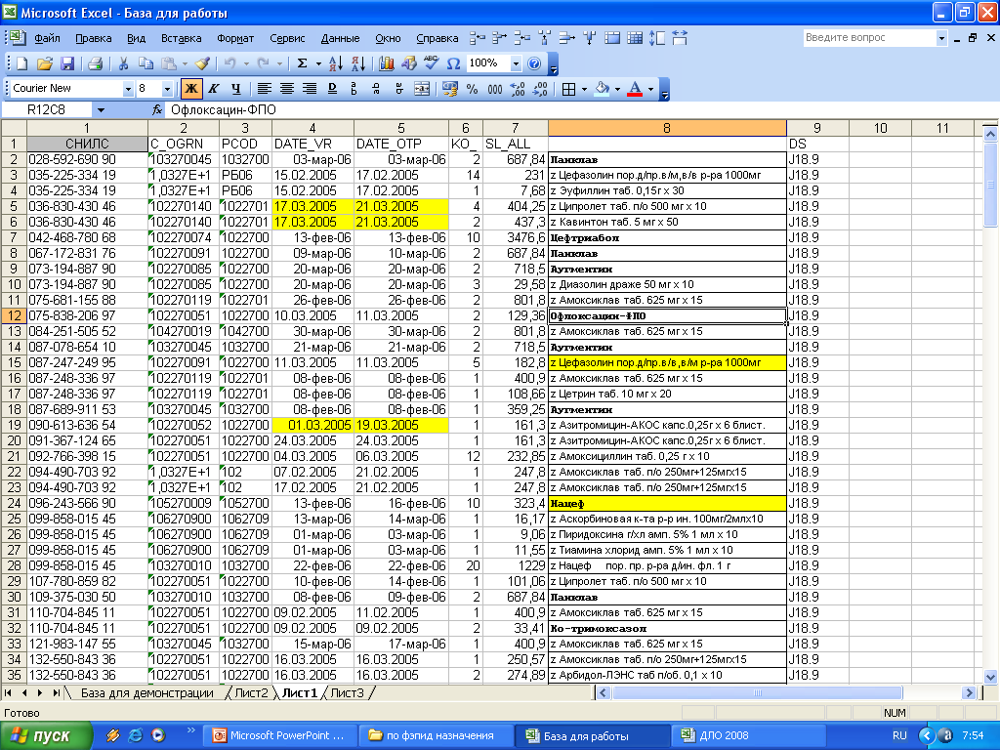 Microsoft Excel - База для работы
Файл Правка Вид Вставка Формат Сервис Данные Окно Справка Введите вопрос
100%
Courier New 8 Ж К Ч
R12C8 fx Офлоксацин-ФПО
1 2 3 4 5 6 7 8 9 10 11
1 СНИЛС C_OGRN PCOD DATE_VR DATE_OTP KO_ SL_ALL DS
2 028-592-690 90 103270045 1032700 03-мар-06 03-мар-06 2 687,84 Панклав J18.9
3 035-225-334 19 1,0327E+1 РБ06 15.02.2005 17.02.2005 14 231 z Цефазолин пор.д/пр.в/м,в/в р-ра 1000мг J18.9
4 035-225-334 19 1,0327E+1 РБ06 15.02.2005 17.02.2005 1 7,68 z Эуфиллин таб. 0,15г x 30 J18.9
5 036-830-430 46 102270140 1022701 17.03.2005 21.03.2005 4 404,25 z Ципролет таб. п/о 500 мг x 10 J18.9
6 036-830-430 46 102270140 1022701 17.03.2005 21.03.2005 2 437,3 z Кавинтон таб. 5 мг x 50 J18.9
7 042-468-780 68 102270074 1022700 13-фев-06 13-фев-06 10 3476,6 Цефтриабол J18.9
8 067-172-831 76 102270091 1022700 09-мар-06 10-мар-06 2 687,84 Панклав J18.9
9 073-194-887 90 102270085 1022700 20-мар-06 20-мар-06 2 718,5 Аугментин J18.9
10 073-194-887 90 102270085 1022700 20-мар-06 20-мар-06 3 29,58 z Диазолин драже 50 мг x 10 J18.9
11 075-681-155 88 102270119 1022701 26-фев-06 26-фев-06 2 801,8 z Амоксиклав таб. 625 мг x 15 J18.9
12 075-838-206 97 102270051 1022700 10.03.2005 11.03.2005 2 129,36 Офлоксацин-ФПО J18.9
13 084-251-505 52 104270019 1042700 30-мар-06 30-мар-06 2 801,8 z Амоксиклав таб. 625 мг x 15 J18.9
14 087-078-654 10 103270045 1032700 21-мар-06 21-мар-06 2 718,5 Аугментин J18.9
15 087-247-249 95 102270091 1022700 11.03.2005 11.03.2005 5 182,8 z Цефазолин пор.д/пр.в/в,в/м р-ра 1000мг J18.9
16 087-248-336 97 102270119 1022701 08-фев-06 08-фев-06 1 400,9 z Амоксиклав таб. 625 мг x 15 J18.9
17 087-248-336 97 102270119 1022701 08-фев-06 08-фев-06 1 108,66 z Цетрин таб. 10 мг x 20 J18.9
18 087-689-911 53 103270045 1032700 08-фев-06 08-фев-06 1 359,25 Аугментин J18.9
19 090-613-636 54 102270052 1022700 01.03.2005 19.03.2005 1 161,3 z Азитромицин-АКОС капс.0,25г x 6 блист. J18.9
20 091-367-124 65 102270051 1022700 24.03.2005 24.03.2005 1 161,3 z Азитромицин-АКОС капс.0,25г x 6 блист. J18.9
21 092-766-398 15 102270051 1022700 04.03.2005 06.03.2005 12 232,85 z Амоксициллин таб. 0,25 г x 10 J18.9
22 094-490-703 92 1,0327E+1 102 07.02.2005 21.02.2005 1 247,8 z Амоксиклав таб. п/о 250мг+125мгx15 J18.9
23 094-490-703 92 1,0327E+1 102 17.02.2005 21.02.2005 1 247,8 z Амоксиклав таб. п/о 250мг+125мгx15 J18.9
24 096-243-566 90 105270009 1052700 13-фев-06 16-фев-06 10 323,4 Нацеф J18.9
25 099-858-015 45 106270900 1062709 13-мар-06 14-мар-06 1 16,17 z Аскорбиновая к-та р-р ин. 100мг/2млx10 J18.9
26 099-858-015 45 106270900 1062709 01-мар-06 03-мар-06 1 9,06 z Пиридоксина г/хл амп. 5% 1 мл x 10 J18.9
27 099-858-015 45 106270900 1062709 01-мар-06 03-мар-06 1 11,55 z Тиамина хлорид амп. 5% 1 мл x 10 J18.9
28 099-858-015 45 103270010 1032700 22-фев-06 22-фев-06 20 1229 z Нацеф пор. пр. р-ра д/ин. фл. 1 г J18.9
29 107-780-859 82 102270051 1022700 10-фев-06 14-фев-06 1 101,06 z Ципролет таб. п/о 500 мг x 10 J18.9
30 109-375-030 50 103270010 1032700 08-фев-06 09-фев-06 2 687,84 Панклав J18.9
31 110-704-845 11 102270051 1022700 09.02.2005 11.02.2005 1 400,9 z Амоксиклав таб. 625 мг x 15 J18.9
32 110-704-845 11 102270051 1022700 09.02.2005 09.02.2005 2 33,41 Ко-тримоксазол J18.9
33 121-983-147 55 103270045 1032700 15-мар-06 17-мар-06 1 400,9 z Амоксиклав таб. 625 мг x 15 J18.9
34 132-550-843 36 102270051 1022700 16.03.2005 16.03.2005 1 250,57 z Амоксиклав таб. п/о 250мг+125мгx15 J18.9
35 132-550-843 36 102270051 1022700 16.03.2005 16.03.2005 2 274,89 z Арбидол-ЛЭНС таб п/об. 0,1 x 10 J18.9
База для демонстрации Лист2 Лист1 Лист3
Готово NUM
пуск Microsoft PowerPoint ... по фэпид назначения База для работы ДЛО 2008 RU 7:54